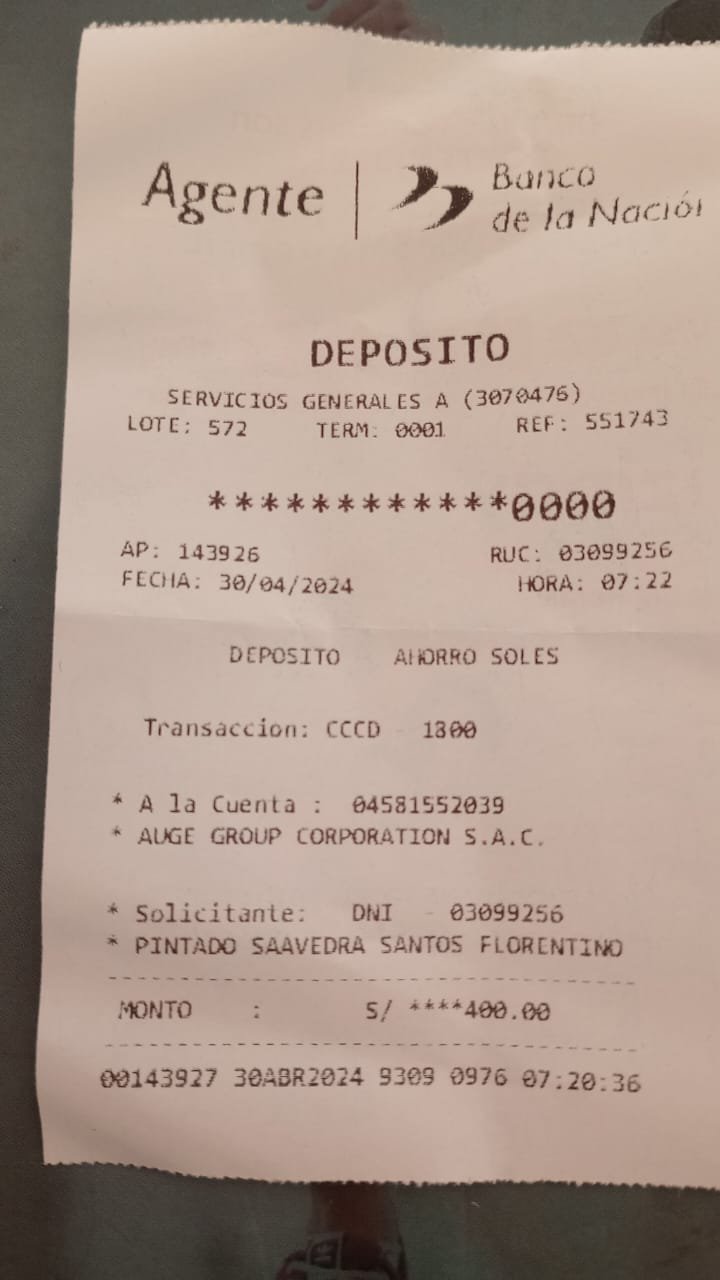 Agente
Banco
de la Nación
DEPOSITO
SERVICIOS GENERALES A (3070476)
LOTE: 572 TERM: 0001 REF: 551743
************0000
AP: 143926 RUC: 03099256
FECHA: 30/04/2024 HORA: 07:22
DEPOSITO AHORRO SOLES
Transaccion: CCCD - 1300
* A la Cuenta : 04581552039
* AUGE GROUP CORPORATION S.A.C.
* Solicitante: DNI - 03099256
* PINTADO SAAVEDRA SANTOS FLORENTINO
MONTO : S/ ****400.00
00143927 30ABR2024 9309 0976 07:20:36